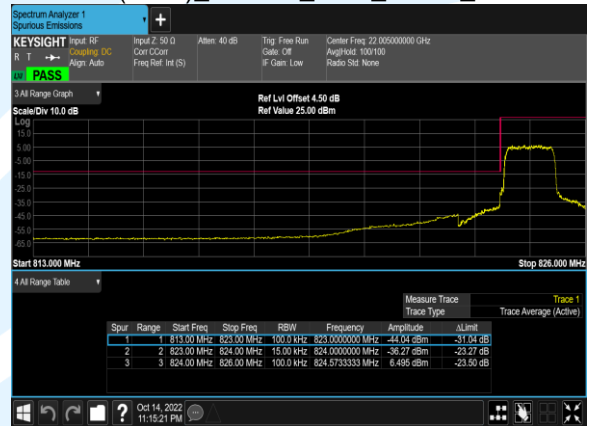 Spectrum Analyzer 1
Spurious Emissions
KEYSIGHT Input: RF Input Z: 50 Ω Atten: 40 dB Trig: Free Run Center Freq: 22.005000000 GHz
R T Coupling: DC Corr CCorr Gate: Off Avg|Hold: 100/100
Align: Auto Freq Ref: Int (S) IF Gain: Low Radio Std: None
PASS
3 All Range Graph
Ref Lvl Offset 4.50 dB
Scale/Div 10.0 dB Ref Value 25.00 dBm
Log
15.0
5.00
-5.00
-15.0
-25.0
-35.0
-45.0
-55.0
-65.0
Start 813.000 MHz Stop 826.000 MHz
4 All Range Table
Measure Trace Trace 1
Trace Type Trace Average (Active)
Spur Range Start Freq Stop Freq RBW Frequency Amplitude ΔLimit
1 1 813.00 MHz 823.00 MHz 100.0 kHz 823.0000000 MHz -44.04 dBm -31.04 dB
2 2 823.00 MHz 824.00 MHz 15.00 kHz 824.0000000 MHz -36.27 dBm -23.27 dB
3 3 824.00 MHz 826.00 MHz 100.0 kHz 824.5733333 MHz 6.495 dBm -23.50 dB
? Oct 14, 2022
11:15:21 PM